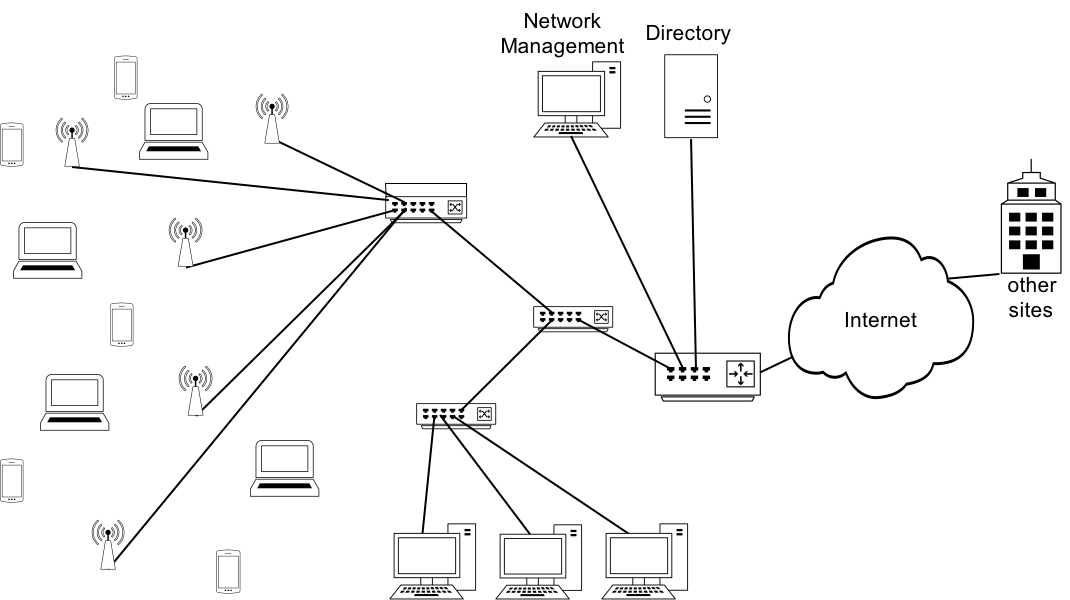 Network
Management
Directory
Internet
other
sites